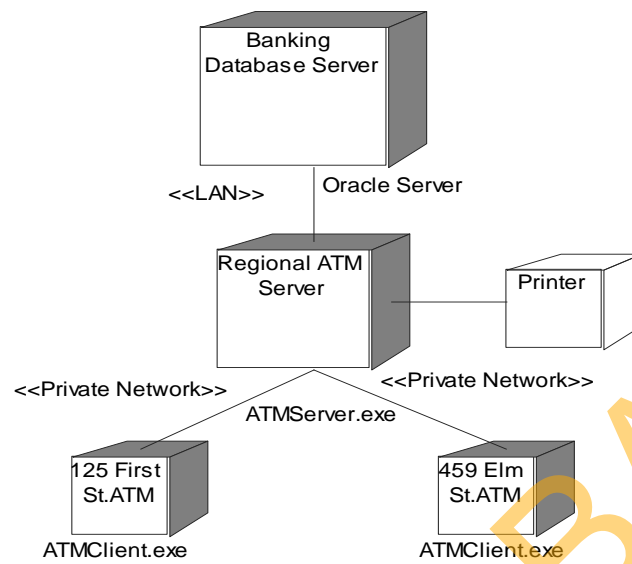 Banking
Database Server
<<LAN>>
Oracle Server
Regional ATM
Server
Printer
<<Private Network>>
<<Private Network>>
ATMServer.exe
125 First
St.ATM
459 Elm
St.ATM
ATMClient.exe
ATMClient.exe